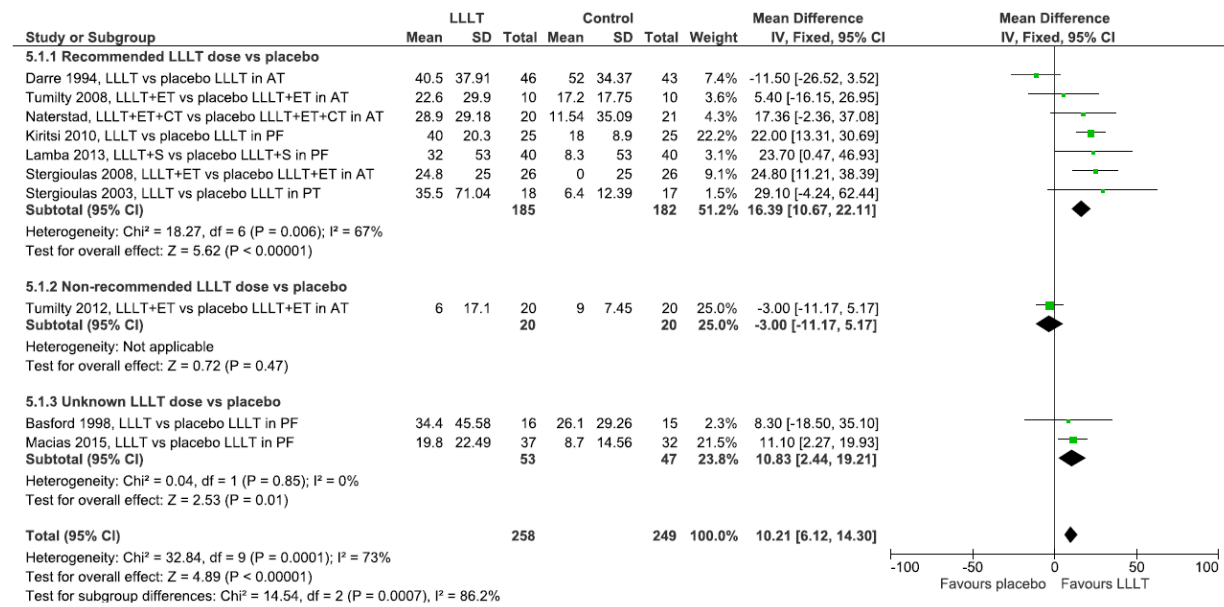 LLLT Control Mean Difference Mean Difference
Study or Subgroup Mean SD Total Mean SD Total Weight IV, Fixed, 95% CI IV, Fixed, 95% CI
5.1.1 Recommended LLLT dose vs placebo
Darre 1994, LLLT vs placebo LLLT in AT 40.5 37.91 46 52 34.37 43 7.4% -11.50 [-26.52, 3.52]
Tumilty 2008, LLLT+ET vs placebo LLLT+ET in AT 22.6 29.9 10 17.2 17.75 10 3.6% 5.40 [-16.15, 26.95]
Naterstad, LLLT+ET+CT vs placebo LLLT+ET+CT in AT 28.9 29.18 20 11.54 35.09 21 4.3% 17.36 [-2.36, 37.08]
Kiritsi 2010, LLLT vs placebo LLLT in PF 40 20.3 25 18 8.9 25 22.2% 22.00 [13.31, 30.69]
Lamba 2013, LLLT+S vs placebo LLLT+S in PF 32 53 40 8.3 53 40 3.1% 23.70 [0.47, 46.93]
Stergioulas 2008, LLLT+ET vs placebo LLLT+ET in AT 24.8 25 26 0 25 26 9.1% 24.80 [11.21, 38.39]
Stergioulas 2003, LLLT vs placebo LLLT in PT 35.5 71.04 18 6.4 12.39 17 1.5% 29.10 [-4.24, 62.44]
Subtotal (95% CI) 185 182 51.2% 16.39 [10.67, 22.11]
Heterogeneity: Chi² = 18.27, df = 6 (P = 0.006); I² = 67%
Test for overall effect: Z = 5.62 (P < 0.00001)
5.1.2 Non-recommended LLLT dose vs placebo
Tumilty 2012, LLLT+ET vs placebo LLLT+ET in AT 6 17.1 20 9 7.45 20 25.0% -3.00 [-11.17, 5.17]
Subtotal (95% CI) 20 20 25.0% -3.00 [-11.17, 5.17]
Heterogeneity: Not applicable
Test for overall effect: Z = 0.72 (P = 0.47)
5.1.3 Unknown LLLT dose vs placebo
Basford 1998, LLLT vs placebo LLLT in PF 34.4 45.58 16 26.1 29.26 15 2.3% 8.30 [-18.50, 35.10]
Macias 2015, LLLT vs placebo LLLT in PF 19.8 22.49 37 8.7 14.56 32 21.5% 11.10 [2.27, 19.93]
Subtotal (95% CI) 53 47 23.8% 10.83 [2.44, 19.21]
Heterogeneity: Chi² = 0.04, df = 1 (P = 0.85); I² = 0%
Test for overall effect: Z = 2.53 (P = 0.01)
Total (95% CI) 258 249 100.0% 10.21 [6.12, 14.30]
Heterogeneity: Chi² = 32.84, df = 9 (P = 0.0001); I² = 73%
Test for overall effect: Z = 4.89 (P < 0.00001)
Test for subgroup differences: Chi² = 14.54, df = 2 (P = 0.0007), I² = 86.2%
-100 -50 0 50 100
Favours placebo Favours LLLT